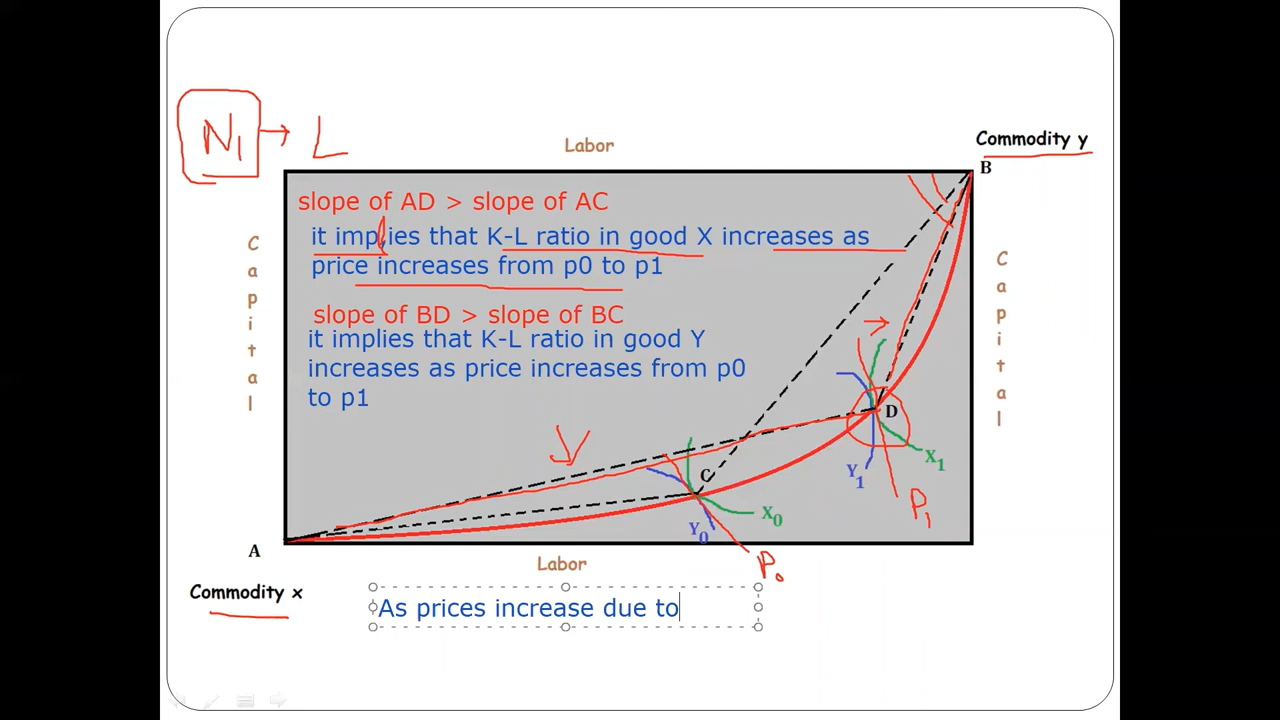 N1 → L
Labor
Commodity y
B
slope of AD > slope of AC
it implies that K-L ratio in good X increases as
price increases from p0 to p1
slope of BD > slope of BC
it implies that K-L ratio in good Y
increases as price increases from p0
to p1
Capital
Capital
D
X1
Y1
P1
C
X0
Y0
P0
A
Labor
Commodity x
As prices increase due to